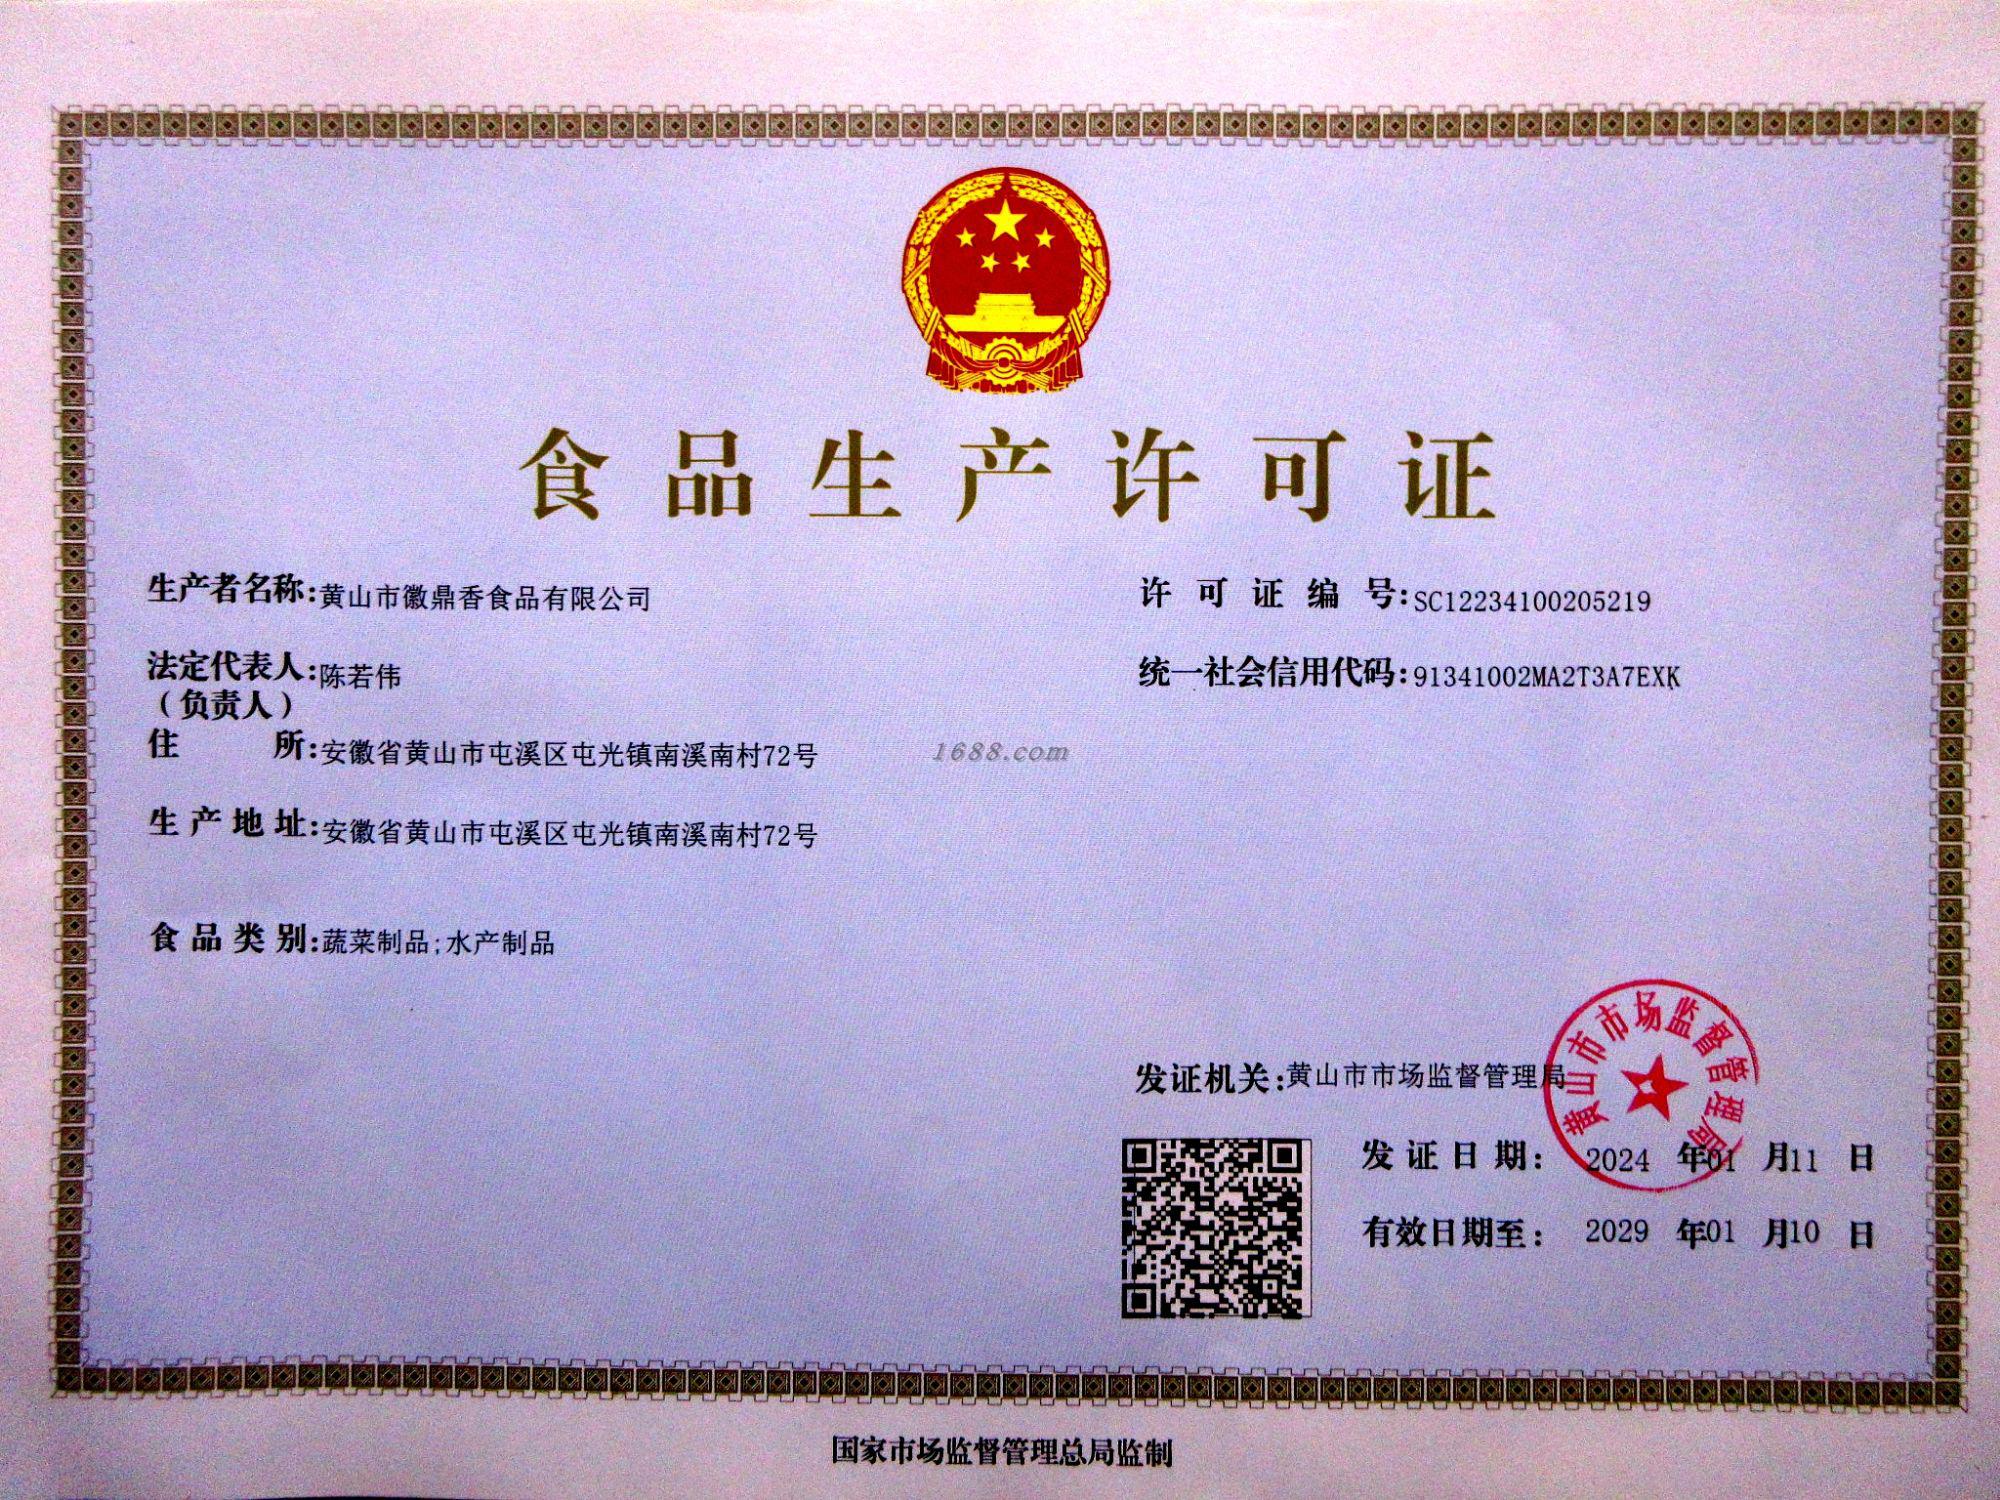 食品生产许可证
生产者名称:黄山市徽鼎香食品有限公司
许可证编号:SC12234100205219
法定代表人:陈若伟
(负责人)
统一社会信用代码:91341002MA2T3A7EXK
住所:安徽省黄山市屯溪区屯光镇南溪南村72号
1688.com
生产地址:安徽省黄山市屯溪区屯光镇南溪南村72号
食品类别:蔬菜制品;水产制品
发证机关:黄山市市场监督管理局
黄山市市场监督管理局
发证日期: 2024 年01 月11 日
有效日期至: 2029 年01 月10 日
国家市场监督管理总局监制